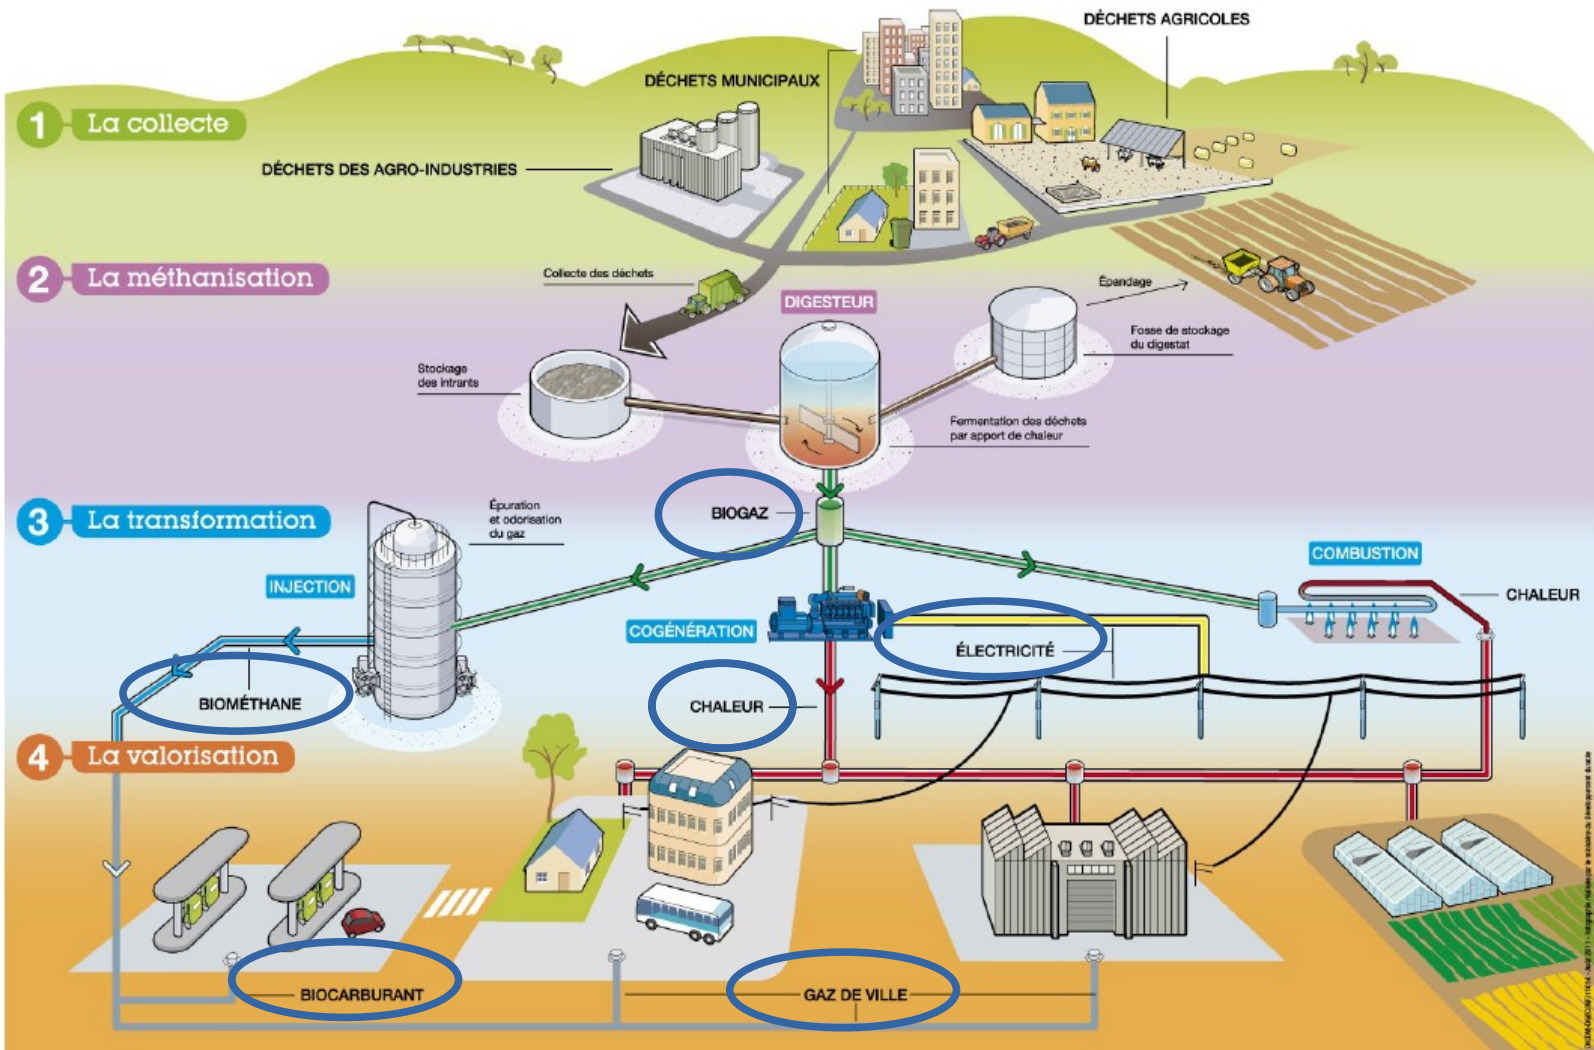 DÉCHETS AGRICOLES
DÉCHETS MUNICIPAUX
1 La collecte
DÉCHETS DES AGRO-INDUSTRIES
2 La méthanisation
Collecte des déchets
DIGESTEUR
Épandage
Fosse de stockage
du digestat
Stockage
des intrants
Fermentation des déchets
par apport de chaleur
3 La transformation
Épuration
et odorisation
du gaz
BIOGAZ
COMBUSTION
INJECTION
CHALEUR
COGÉNÉRATION
ÉLECTRICITÉ
BIOMÉTHANE
CHALEUR
4 La valorisation
BIOCARBURANT
GAZ DE VILLE